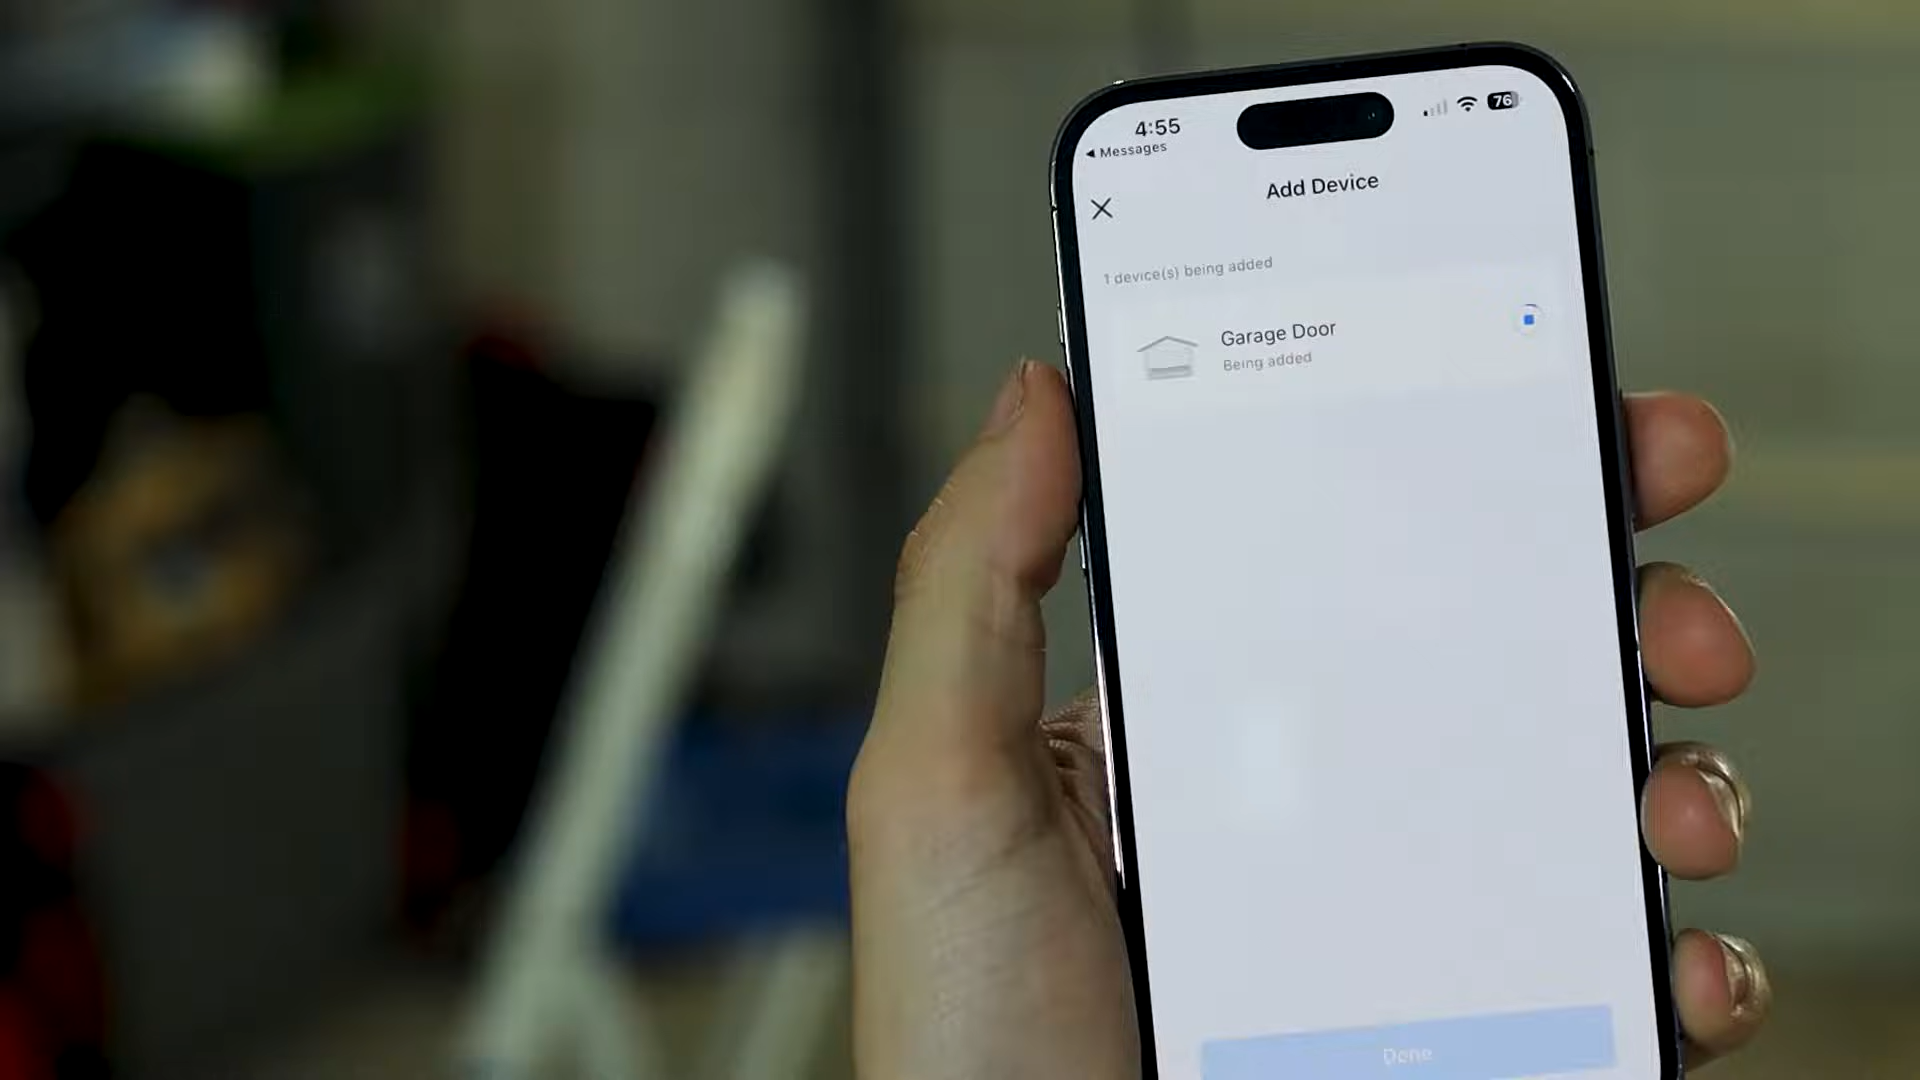 4:55
76
◀ Messages
Add Device
1 device(s) being added
Garage Door
Being added
Done